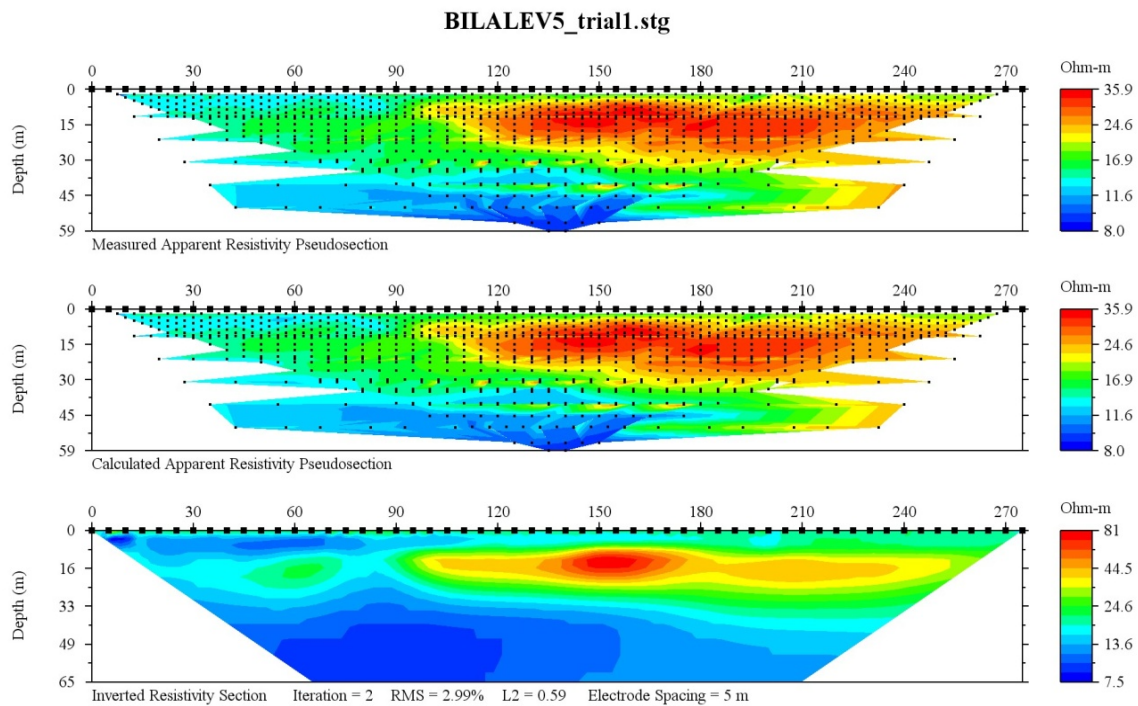 BILALEV5_trial1.stg
0 30 60 90 120 150 180 210 240 270 Ohm-m
0 35.9
15 24.6
30 16.9
45 11.6
59 8.0
Depth (m)
Measured Apparent Resistivity Pseudosection
0 30 60 90 120 150 180 210 240 270 Ohm-m
0 35.9
15 24.6
30 16.9
45 11.6
59 8.0
Depth (m)
Calculated Apparent Resistivity Pseudosection
0 30 60 90 120 150 180 210 240 270 Ohm-m
0 81
16 44.5
33 24.6
49 13.6
65 7.5
Depth (m)
Inverted Resistivity Section Iteration = 2 RMS = 2.99% L2 = 0.59 Electrode Spacing = 5 m